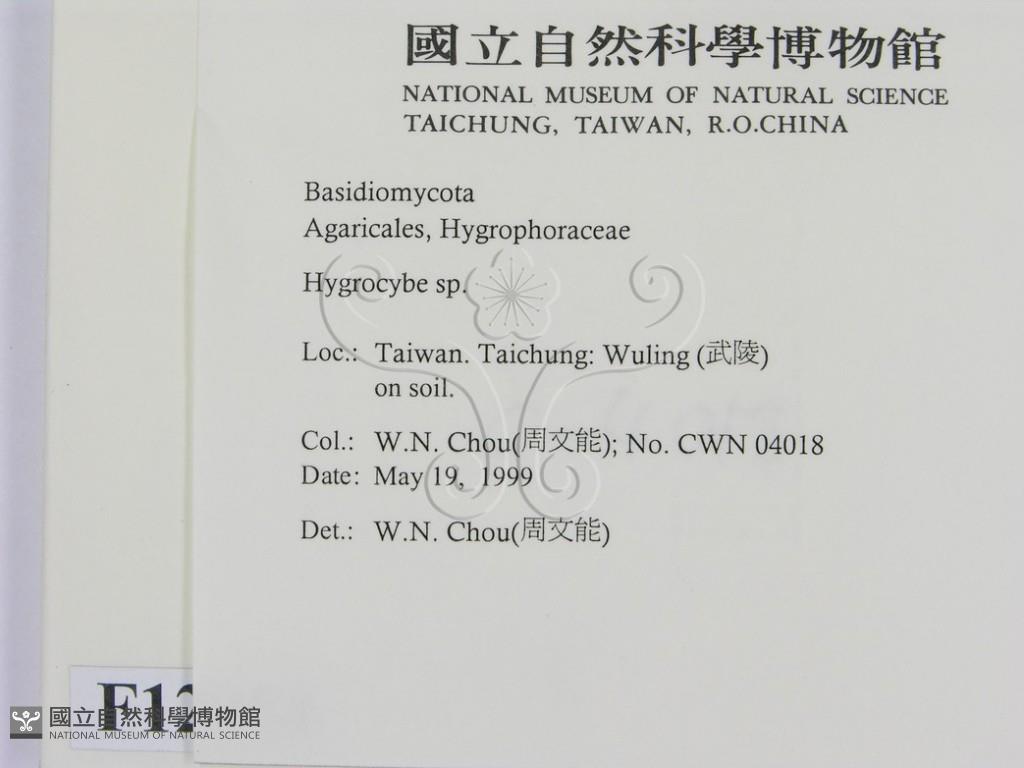 國立自然科學博物館
NATIONAL MUSEUM OF NATURAL SCIENCE
TAICHUNG, TAIWAN, R.O.CHINA
Basidiomycota
Agaricales, Hygrophoraceae
Hygrocybe sp.
Loc.: Taiwan. Taichung: Wuling (武陵)
on soil.
Col.: W.N. Chou(周文能); No. CWN 04018
Date: May 19, 1999
Det.: W.N. Chou(周文能)
F12
國立自然科學博物館
NATIONAL MUSEUM OF NATURAL SCIENCE